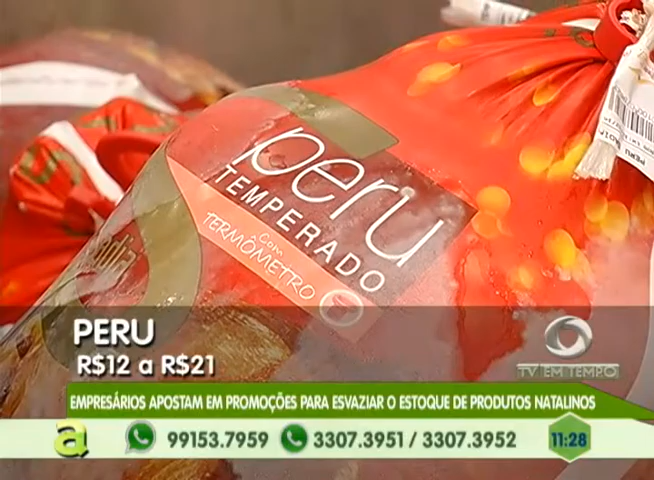 peru
TEMPERADO
com
TERMÔMETRO
PERU
R$12 a R$21
TV EM TEMPO
EMPRESÁRIOS APOSTAM EM PROMOÇÕES PARA ESVAZIAR O ESTOQUE DE PRODUTOS NATALINOS
a
99153.7959
3307.3951 / 3307.3952
11:28